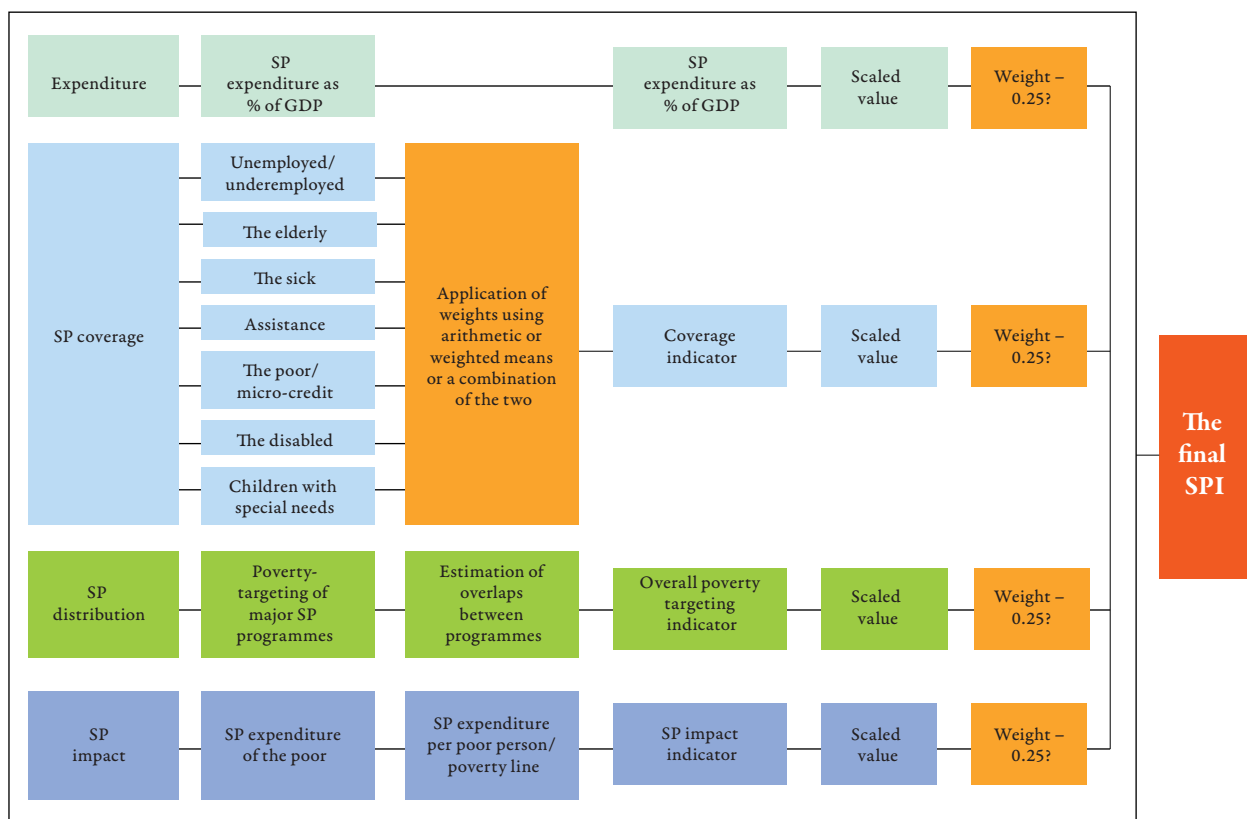 Expenditure
SP
expenditure as
% of GDP
SP
expenditure as
% of GDP
Scaled
value
Weight –
0.25?
SP coverage
Unemployed/
underemployed
The elderly
The sick
Assistance
The poor/
micro-credit
The disabled
Children with
special needs
Application of
weights using
arithmetic or
weighted means
or a combination
of the two
Coverage
indicator
Scaled
value
Weight –
0.25?
SP
distribution
Poverty-
targeting of
major SP
programmes
Estimation of
overlaps
between
programmes
Overall poverty
targeting
indicator
Scaled
value
Weight –
0.25?
SP
impact
SP expenditure
of the poor
SP expenditure
per poor person/
poverty line
SP impact
indicator
Scaled
value
Weight –
0.25?
The
final
SPI